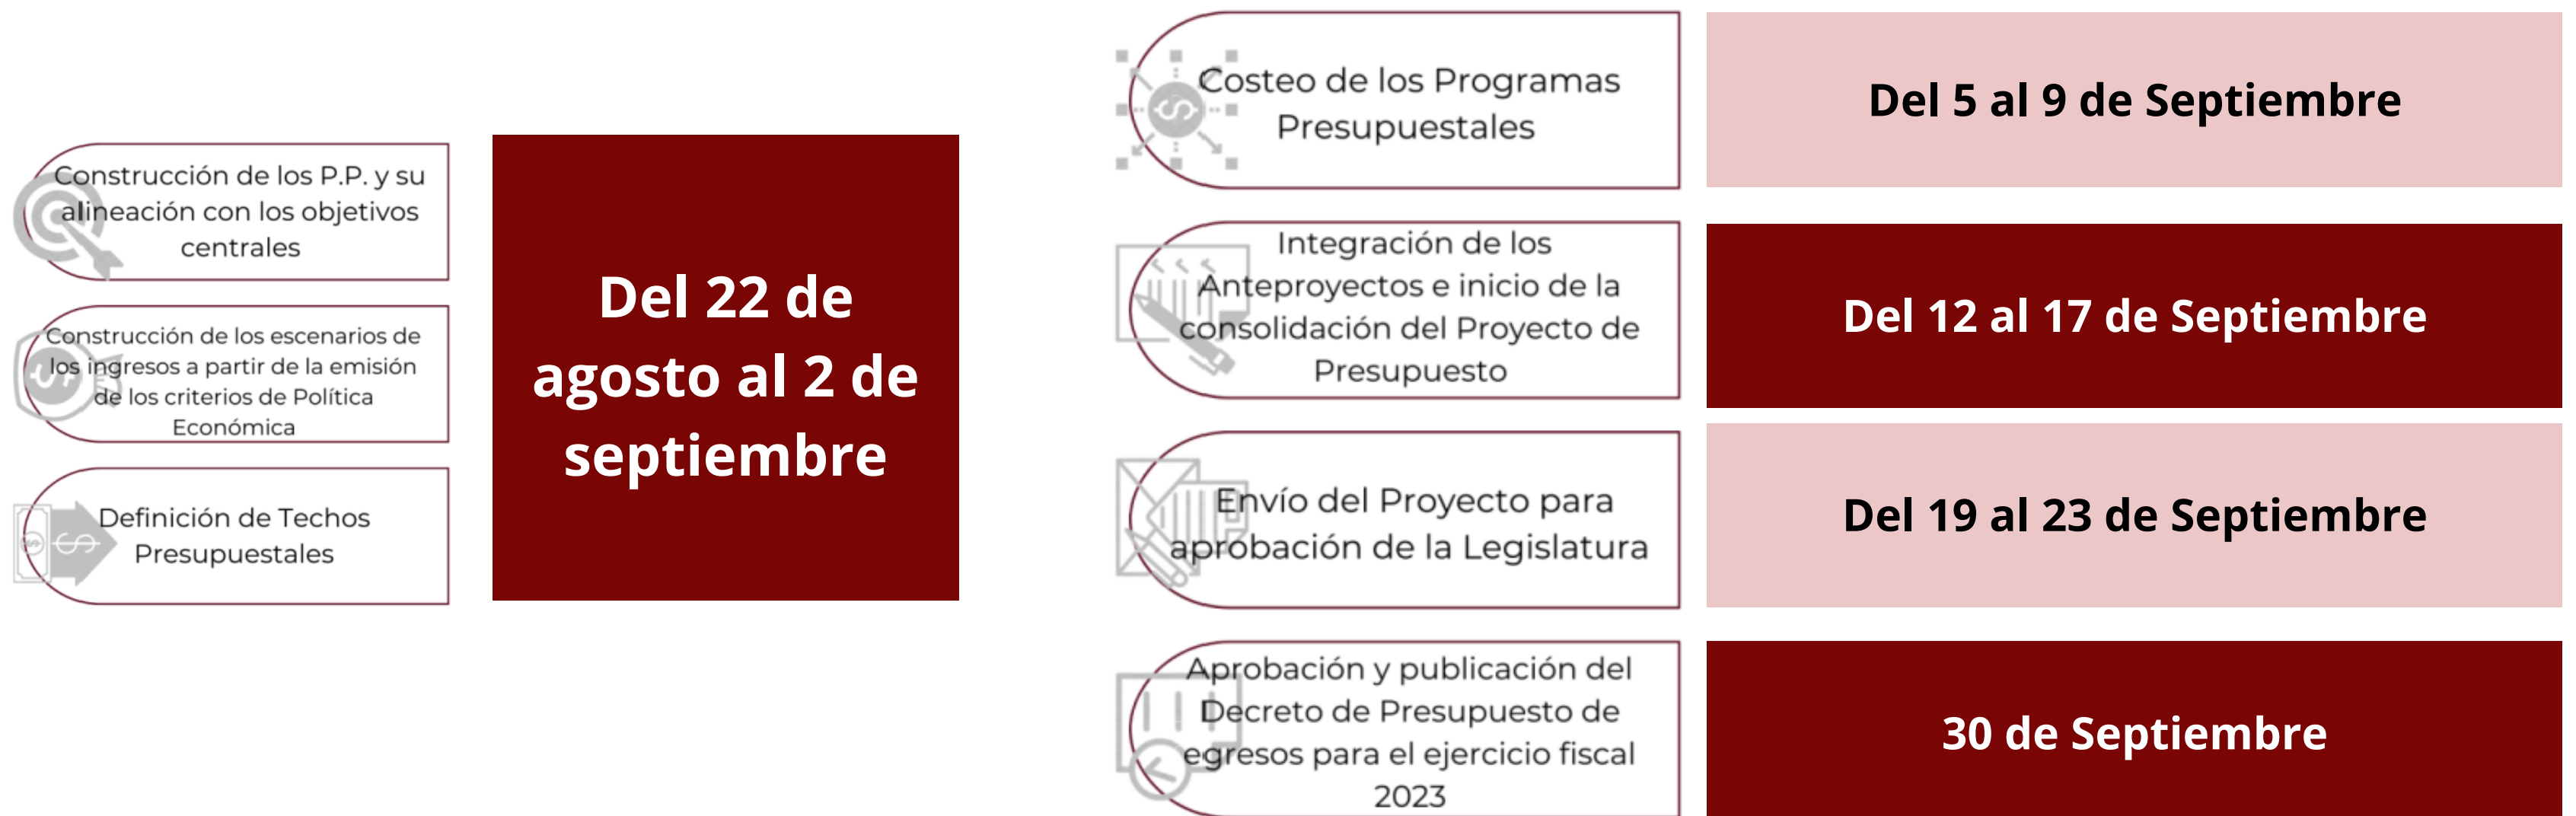 Construcción de los P.P. y su
alineación con los objetivos
centrales
Construcción de los escenarios de
los ingresos a partir de la emisión
de los criterios de Política
Económica
Definición de Techos
Presupuestales
Del 22 de
agosto al 2 de
septiembre
Costeo de los Programas
Presupuestales
Del 5 al 9 de Septiembre
Integración de los
Anteproyectos e inicio de la
consolidación del Proyecto de
Presupuesto
Del 12 al 17 de Septiembre
Envío del Proyecto para
aprobación de la Legislatura
Del 19 al 23 de Septiembre
Aprobación y publicación del
Decreto de Presupuesto de
egresos para el ejercicio fiscal
2023
30 de Septiembre